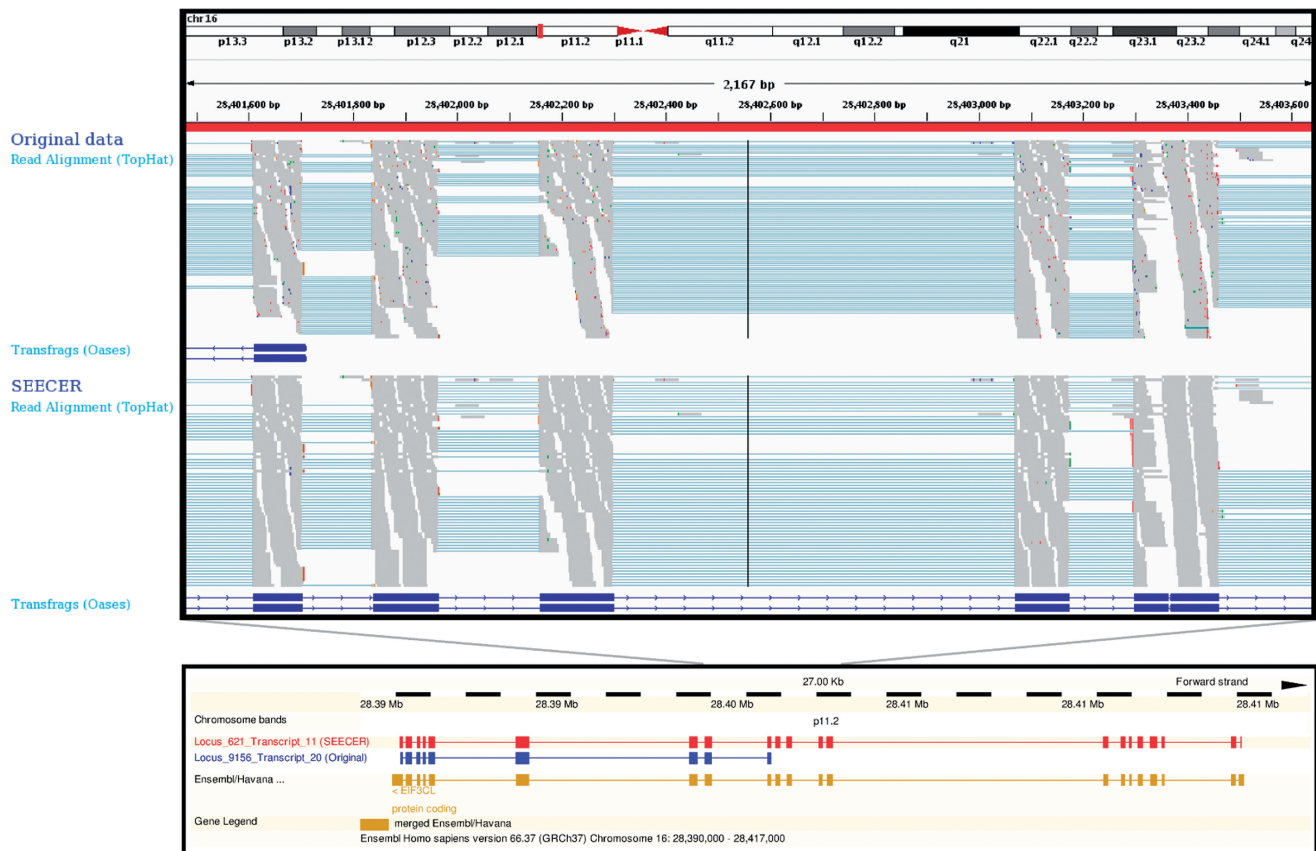 chr16
p13.3 p13.2 p13.12 p12.3 p12.2 p12.1 p11.2 p11.1 q11.2 q12.1 q12.2 q21 q22.1 q22.2 q23.1 q23.2 q24.1 q24
2,167 bp
28,401,600 bp 28,401,800 bp 28,402,000 bp 28,402,200 bp 28,402,400 bp 28,402,600 bp 28,402,800 bp 28,403,000 bp 28,403,200 bp 28,403,400 bp 28,403,600
Original data
Read Alignment (TopHat)
Transfrags (Oases)
SEECER
Read Alignment (TopHat)
Transfrags (Oases)
27.00 Kb Forward strand
28.39 Mb 28.39 Mb 28.40 Mb 28.41 Mb 28.41 Mb 28.41 Mb
Chromosome bands p11.2
Locus_621_Transcript_11 (SEECER)
Locus_9156_Transcript_20 (Original)
Ensembl/Havana ...
< EIF3CL
protein coding
Gene Legend merged Ensembl/Havana
Ensembl Homo sapiens version 66.37 (GRCh37) Chromosome 16: 28,390,000 - 28,417,000